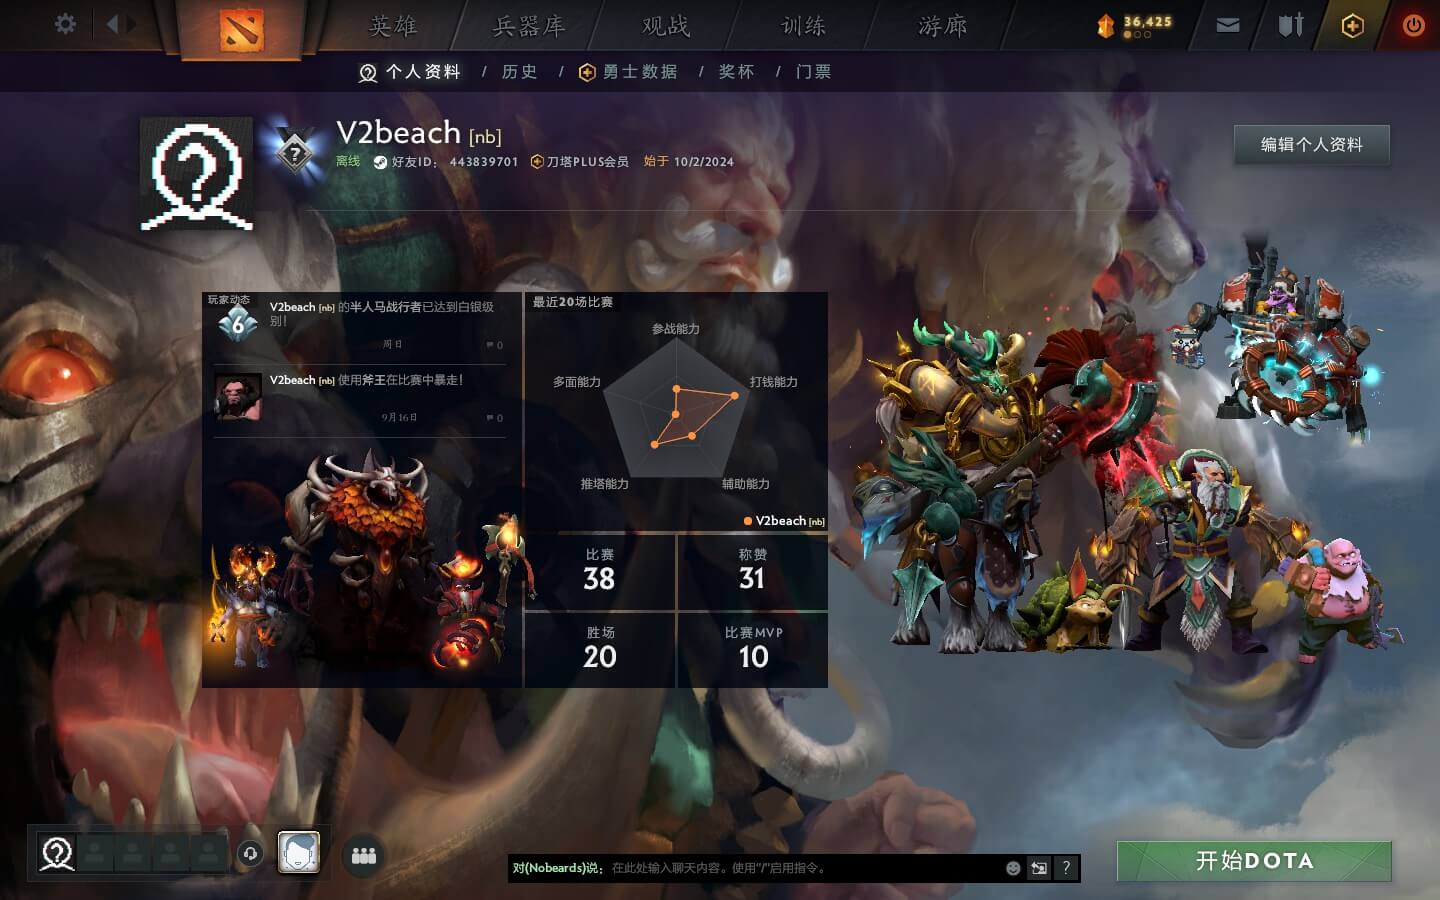 英雄
兵器库
观战
训练
游廊
36,425
个人资料 / 历史 / 勇士数据 / 奖杯 / 门票
V2beach [nb]
离线 好友ID： 443839701 刀塔PLUS会员 始于 10/2/2024
编辑个人资料
玩家动态
6
V2beach [nb] 的半人马战行者已达到白银级
别！
周日
0
V2beach [nb] 使用斧王在比赛中暴走！
9月16日
0
最近20场比赛
参战能力
多面能力
打钱能力
推塔能力
辅助能力
V2beach [nb]
比赛
38
称赞
31
胜场
20
比赛MVP
10
对(Nobeards)说： 在此处输入聊天内容。使用"/"启用指令。
?
开始DOTA